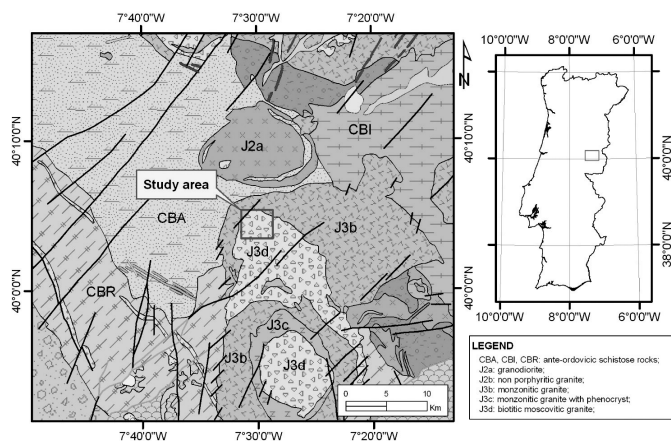 7°40'0"W 7°30'0"W 7°20'0"W
10°0'0"W 8°0'0"W 6°0'0"W
N
40°10'0"N
40°10'0"N
40°0'0"N
40°0'0"N
40°0'0"N
38°0'0"N
CBI
J2a
Study area
CBA
J3b
J3d
CBR
J3c
J3b
J3d
0 5 10
Km
7°40'0"W 7°30'0"W 7°20'0"W
10°0'0"W 8°0'0"W 6°0'0"W
LEGEND
CBA, CBI, CBR: ante-ordovicic schistose rocks;
J2a: granodiorite;
J2b: non porphyritic granite;
J3b: monzonitic granite;
J3c: monzonitic granite with phenocryst;
J3d: biotitic moscovitic granite;